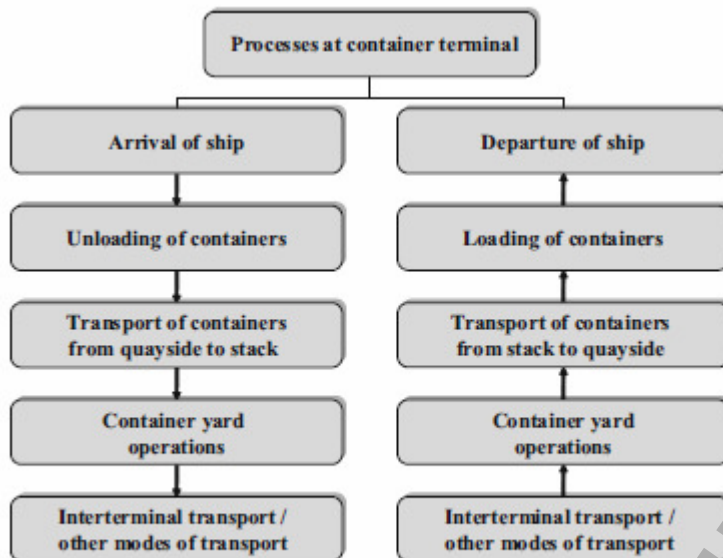 Processes at container terminal
Arrival of ship
Unloading of containers
Transport of containers
from quayside to stack
Container yard
operations
Interterminal transport /
other modes of transport
Departure of ship
Loading of containers
Transport of containers
from stack to quayside
Container yard
operations
Interterminal transport /
other modes of transport